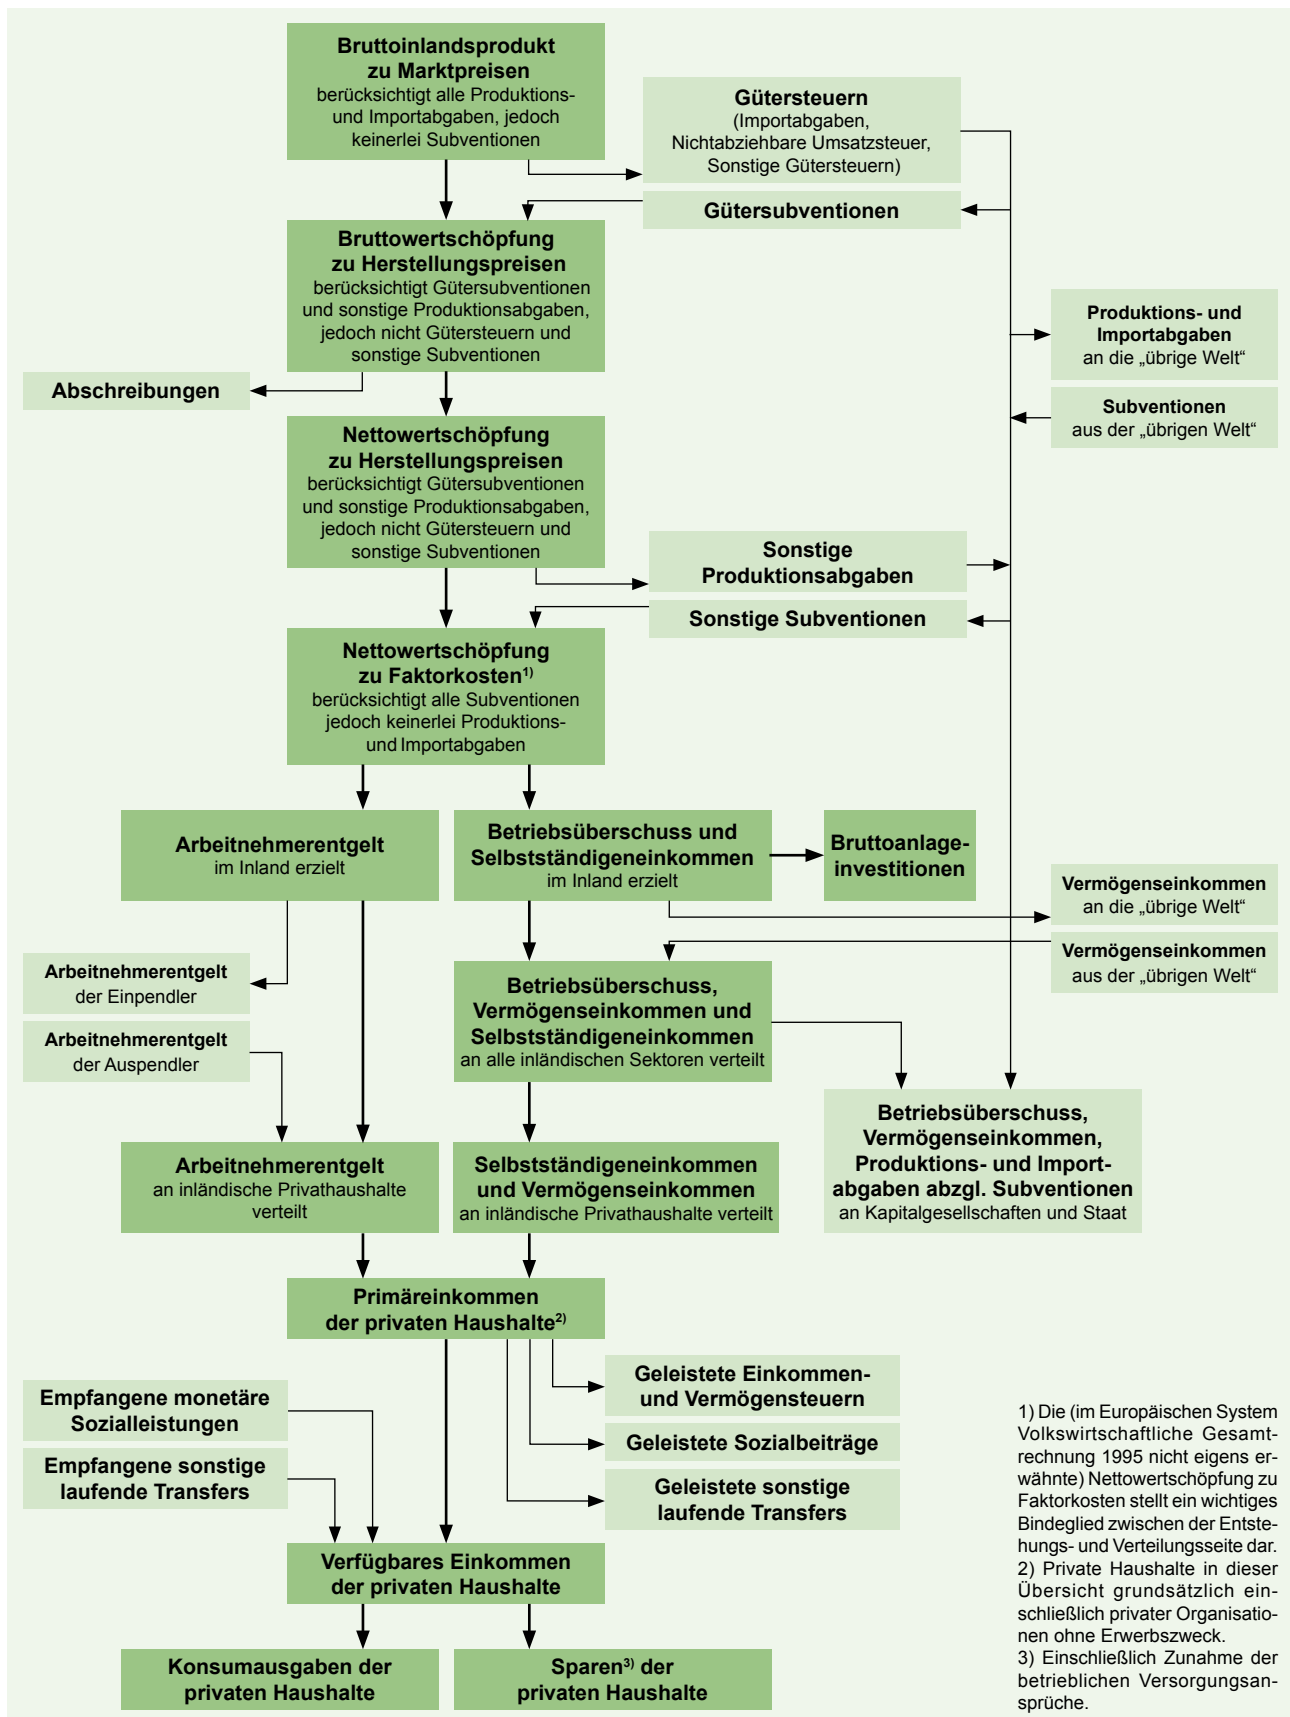 Bruttoinlandsprodukt
zu Marktpreisen
berücksichtigt alle Produktions-
und Importabgaben, jedoch
keinerlei Subventionen
Gütersteuern
(Importabgaben,
Nichtabziehbare Umsatzsteuer,
Sonstige Gütersteuern)
Gütersubventionen
Bruttowertschöpfung
zu Herstellungspreisen
berücksichtigt Gütersubventionen
und sonstige Produktionsabgaben,
jedoch nicht Gütersteuern und
sonstige Subventionen
Produktions- und
Importabgaben
an die „übrige Welt“
Abschreibungen
Subventionen
aus der „übrigen Welt“
Nettowertschöpfung
zu Herstellungspreisen
berücksichtigt Gütersubventionen
und sonstige Produktionsabgaben,
jedoch nicht Gütersteuern und
sonstige Subventionen
Sonstige
Produktionsabgaben
Sonstige Subventionen
Nettowertschöpfung
zu Faktorkosten1)
berücksichtigt alle Subventionen
jedoch keinerlei Produktions-
und Importabgaben
Arbeitnehmerentgelt
im Inland erzielt
Betriebsüberschuss und
Selbstständigeneinkommen
im Inland erzielt
Bruttoanlage-
investitionen
Vermögenseinkommen
an die „übrige Welt“
Vermögenseinkommen
aus der „übrigen Welt“
Arbeitnehmerentgelt
der Einpendler
Arbeitnehmerentgelt
der Auspendler
Betriebsüberschuss,
Vermögenseinkommen und
Selbstständigeneinkommen
an alle inländischen Sektoren verteilt
Betriebsüberschuss,
Vermögenseinkommen,
Produktions- und Import-
abgaben abzgl. Subventionen
an Kapitalgesellschaften und Staat
Arbeitnehmerentgelt
an inländische Privathaushalte
verteilt
Selbstständigeneinkommen
und Vermögenseinkommen
an inländische Privathaushalte verteilt
Primäreinkommen
der privaten Haushalte2)
Geleistete Einkommen-
und Vermögensteuern
Empfangene monetäre
Sozialleistungen
Geleistete Sozialbeiträge
Empfangene sonstige
laufende Transfers
Geleistete sonstige
laufende Transfers
Verfügbares Einkommen
der privaten Haushalte
Konsumausgaben der
privaten Haushalte
Sparen3) der
privaten Haushalte
1) Die (im Europäischen System
Volkswirtschaftliche Gesamt-
rechnung 1995 nicht eigens er-
wähnte) Nettowertschöpfung zu
Faktorkosten stellt ein wichtiges
Bindeglied zwischen der Entste-
hungs- und Verteilungsseite dar.
2) Private Haushalte in dieser
Übersicht grundsätzlich ein-
schließlich privater Organisatio-
nen ohne Erwerbszweck.
3) Einschließlich Zunahme der
betrieblichen Versorgungsan-
sprüche.